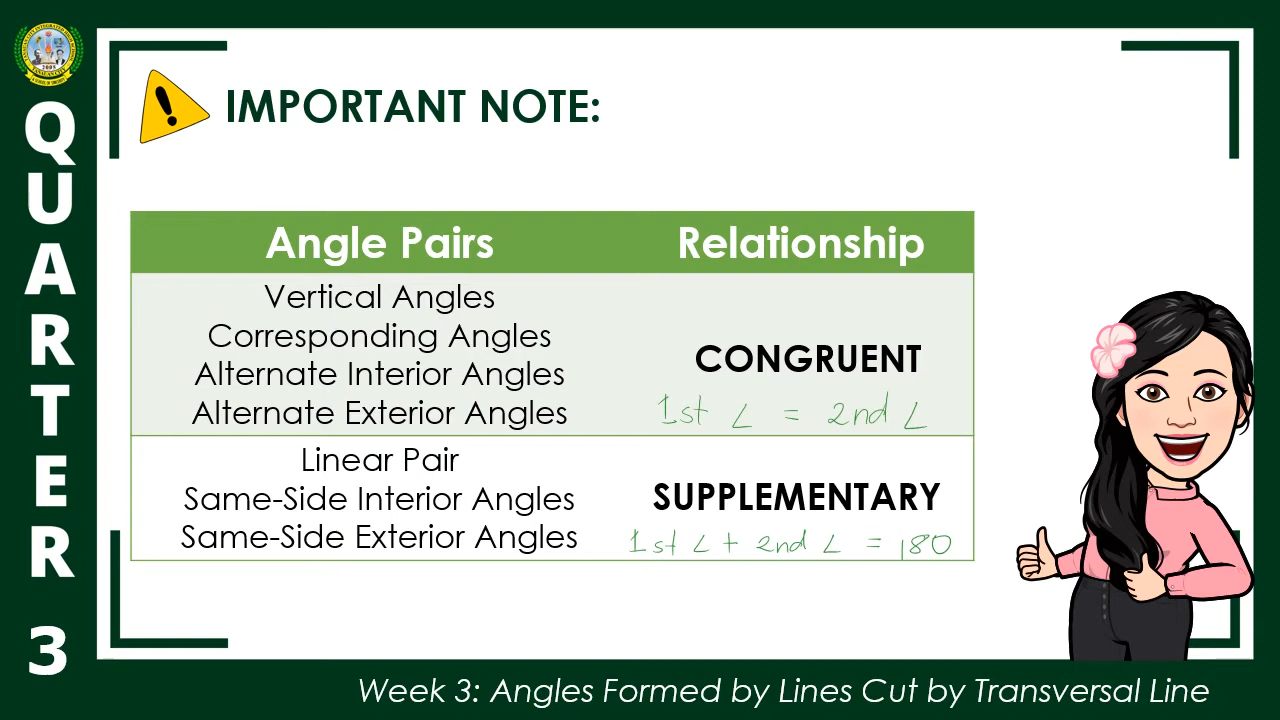 QUARTER 3
IMPORTANT NOTE:
Angle Pairs
Relationship
Vertical Angles
Corresponding Angles
Alternate Interior Angles
Alternate Exterior Angles
CONGRUENT
1st ∠ = 2nd ∠
Linear Pair
Same-Side Interior Angles
Same-Side Exterior Angles
SUPPLEMENTARY
1st ∠ + 2nd ∠ = 180
Week 3: Angles Formed by Lines Cut by Transversal Line